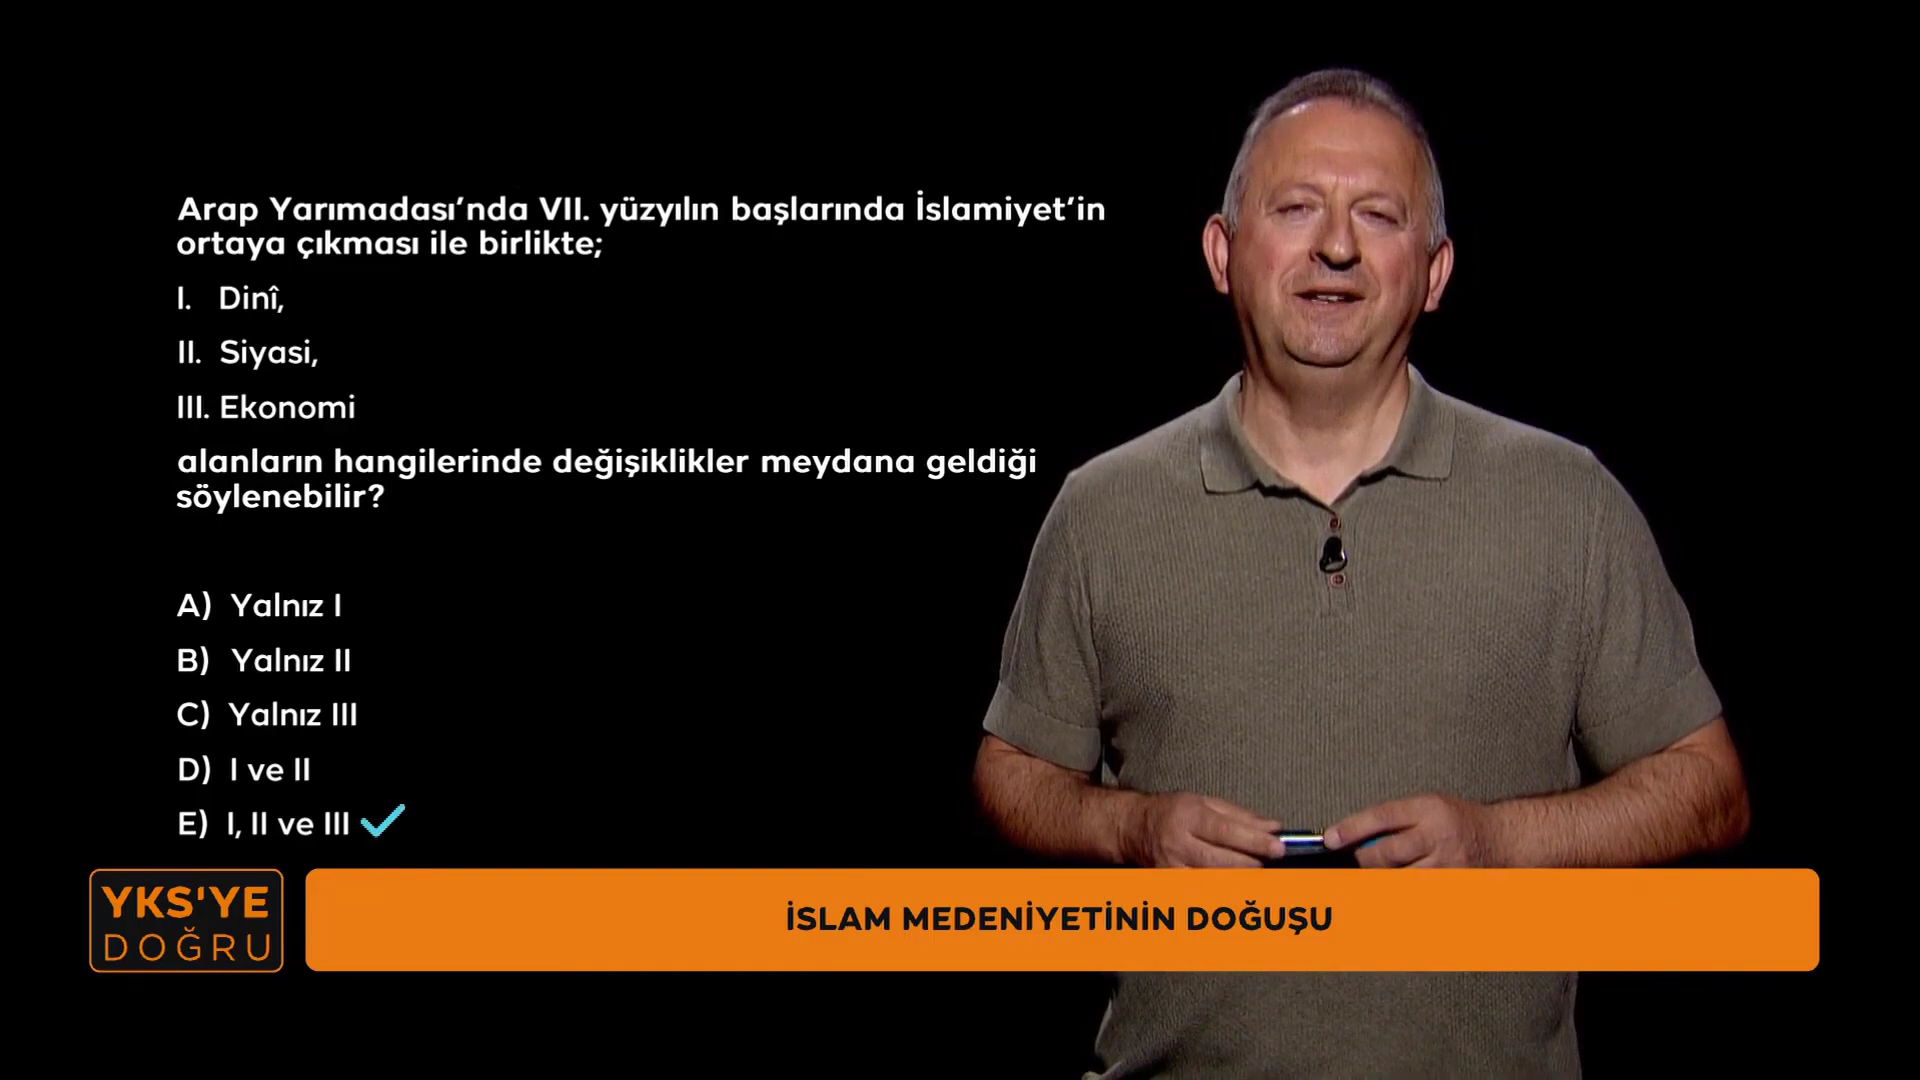 Arap Yarımadası’nda VII. yüzyılın başlarında İslamiyet’in
ortaya çıkması ile birlikte;
I. Dinî,
II. Siyasi,
III. Ekonomi
alanların hangilerinde değişiklikler meydana geldiği
söylenebilir?
A) Yalnız I
B) Yalnız II
C) Yalnız III
D) I ve II
E) I, II ve III
YKS'YE
DOĞRU
İSLAM MEDENİYETİNİN DOĞUŞU